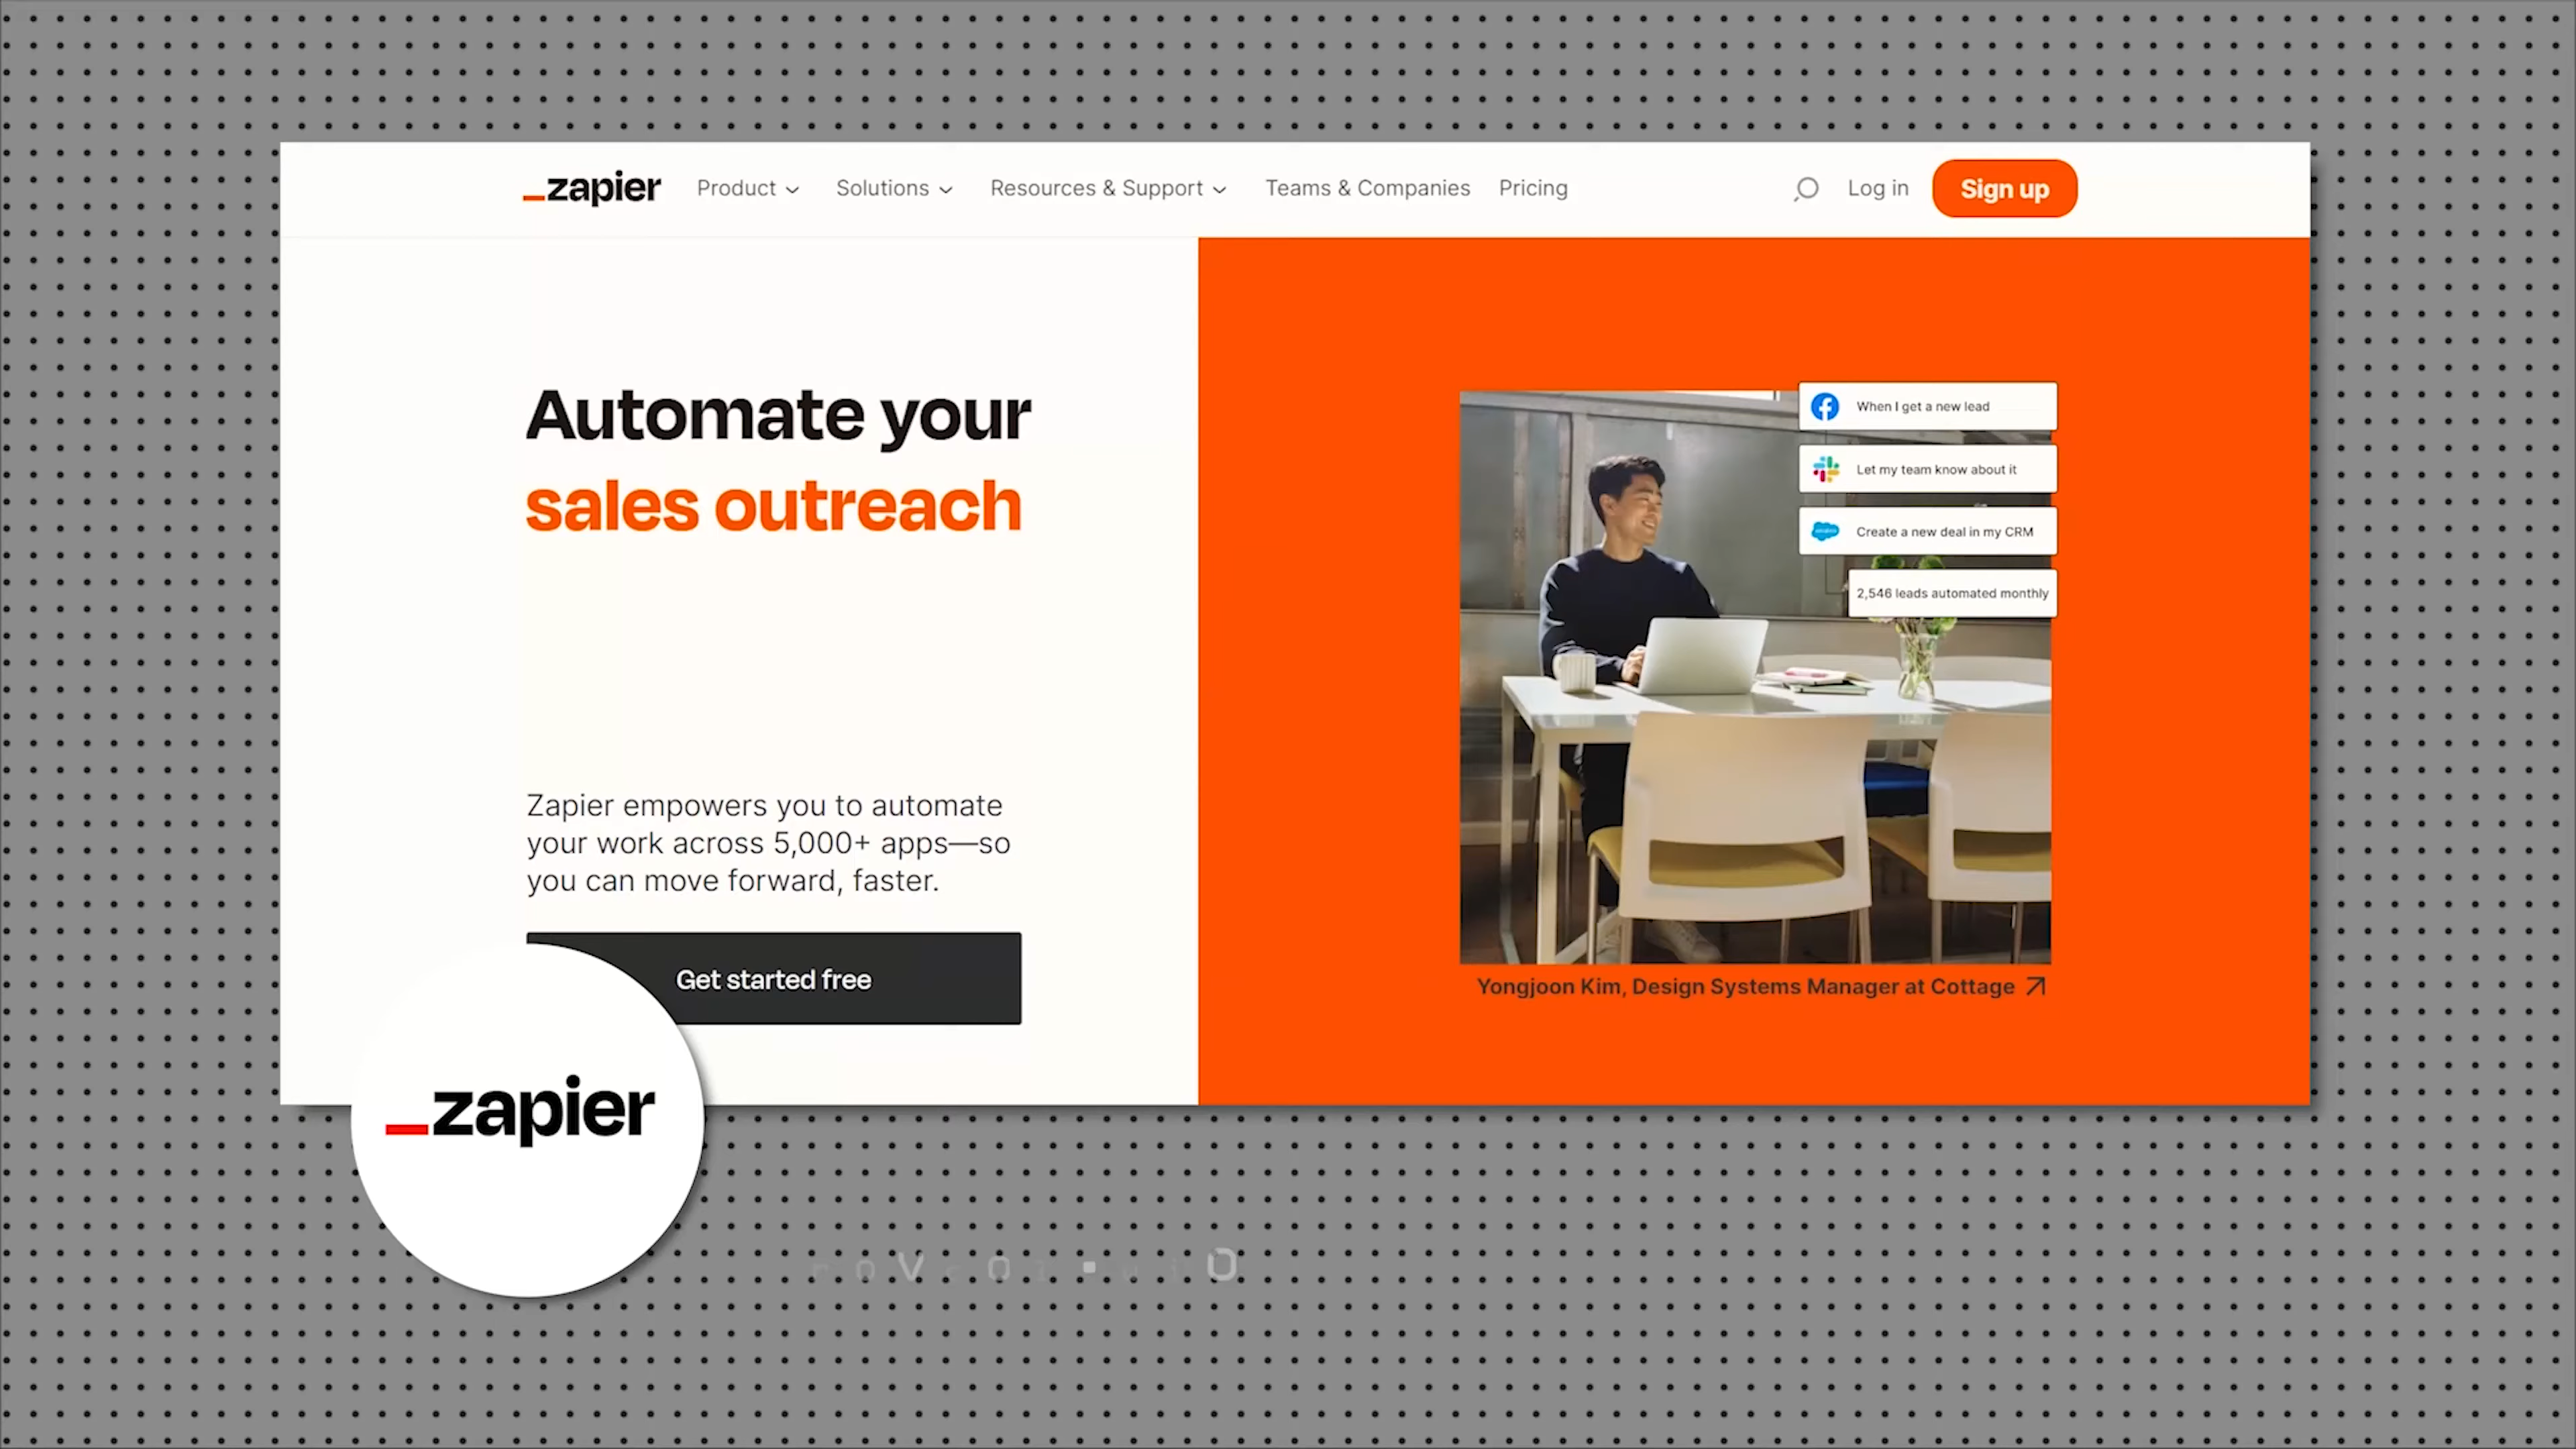 zapier
Product
Solutions
Resources & Support
Teams & Companies
Pricing
Log in
Sign up
Automate your
sales outreach
Zapier empowers you to automate
your work across 5,000+ apps—so
you can move forward, faster.
Get started free
When I get a new lead
Let my team know about it
Create a new deal in my CRM
2,546 leads automated monthly
Yongjoon Kim, Design Systems Manager at Cottage
zapier